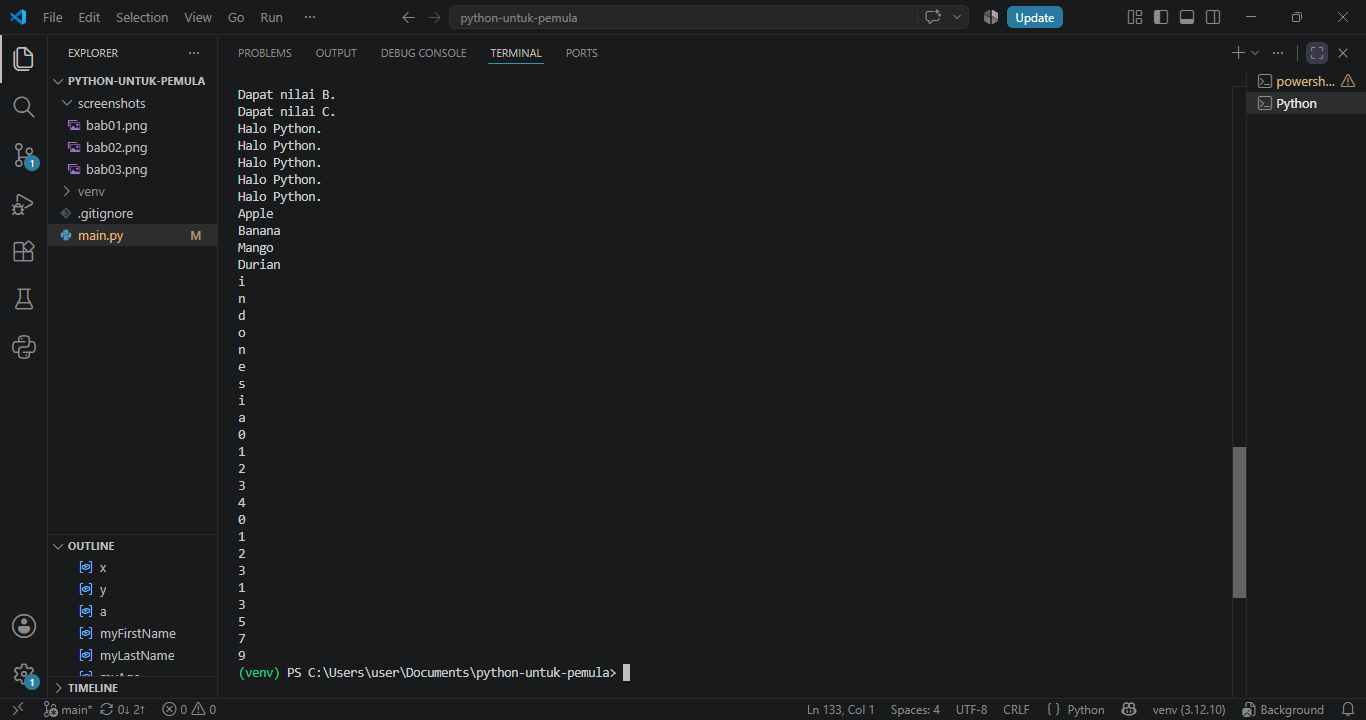 File Edit Selection View Go Run ··· python-untuk-pemula Update
EXPLORER ···
PYTHON-UNTUK-PEMULA
screenshots
bab01.png
bab02.png
bab03.png
venv
.gitignore
main.py M
OUTLINE
x
y
a
myFirstName
myLastName
TIMELINE
PROBLEMS OUTPUT DEBUG CONSOLE TERMINAL PORTS
Dapat nilai B.
Dapat nilai C.
Halo Python.
Halo Python.
Halo Python.
Halo Python.
Halo Python.
Apple
Banana
Mango
Durian
i
n
d
o
n
e
s
i
a
0
1
2
3
4
0
1
2
3
1
3
5
7
9
(venv) PS C:\Users\user\Documents\python-untuk-pemula>
powersh...
Python
1
1
main* 0↓ 2↑ 0 0 Ln 133, Col 1 Spaces: 4 UTF-8 CRLF { } Python venv (3.12.10) Background